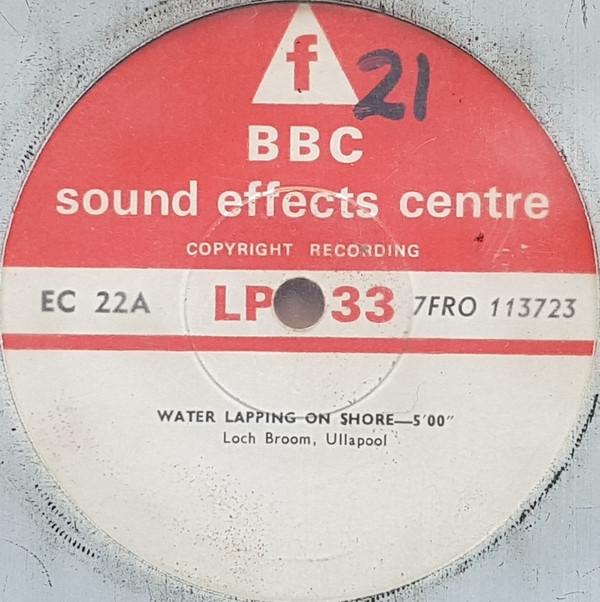 f 21
BBC
sound effects centre
COPYRIGHT RECORDING
EC 22A LP 33 7FRO 113723
WATER LAPPING ON SHORE—5′00″
Loch Broom, Ullapool